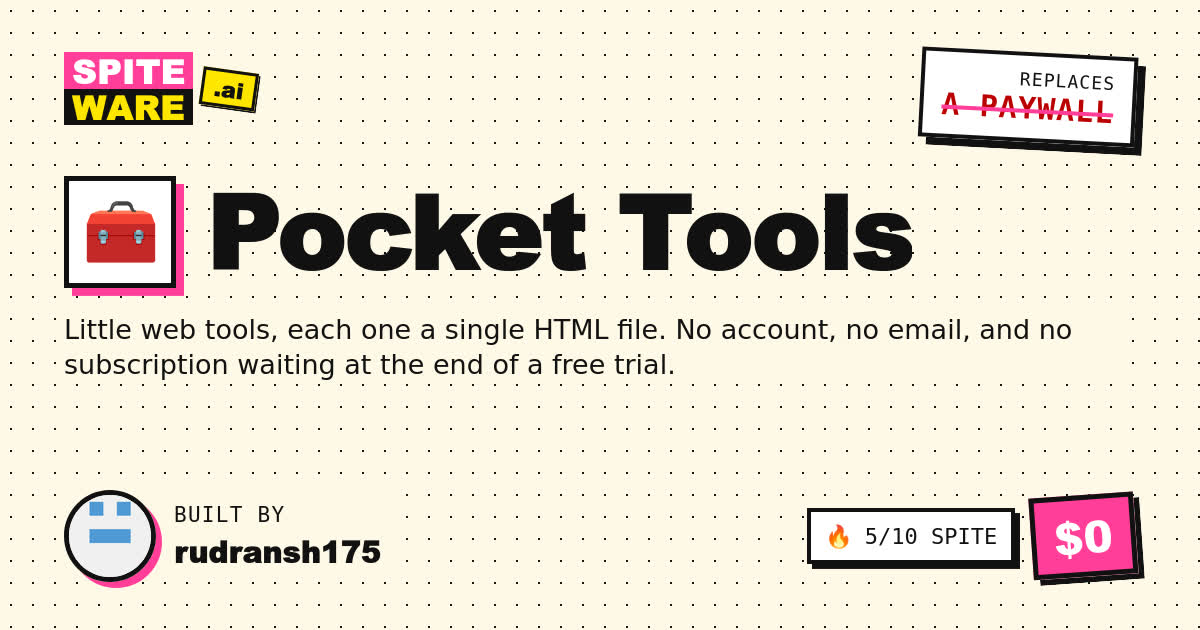 SPITE
WARE
.ai
REPLACES
A PAYWALL
Pocket Tools
Little web tools, each one a single HTML file. No account, no email, and no
subscription waiting at the end of a free trial.
BUILT BY
rudransh175
🔥 5/10 SPITE
$0